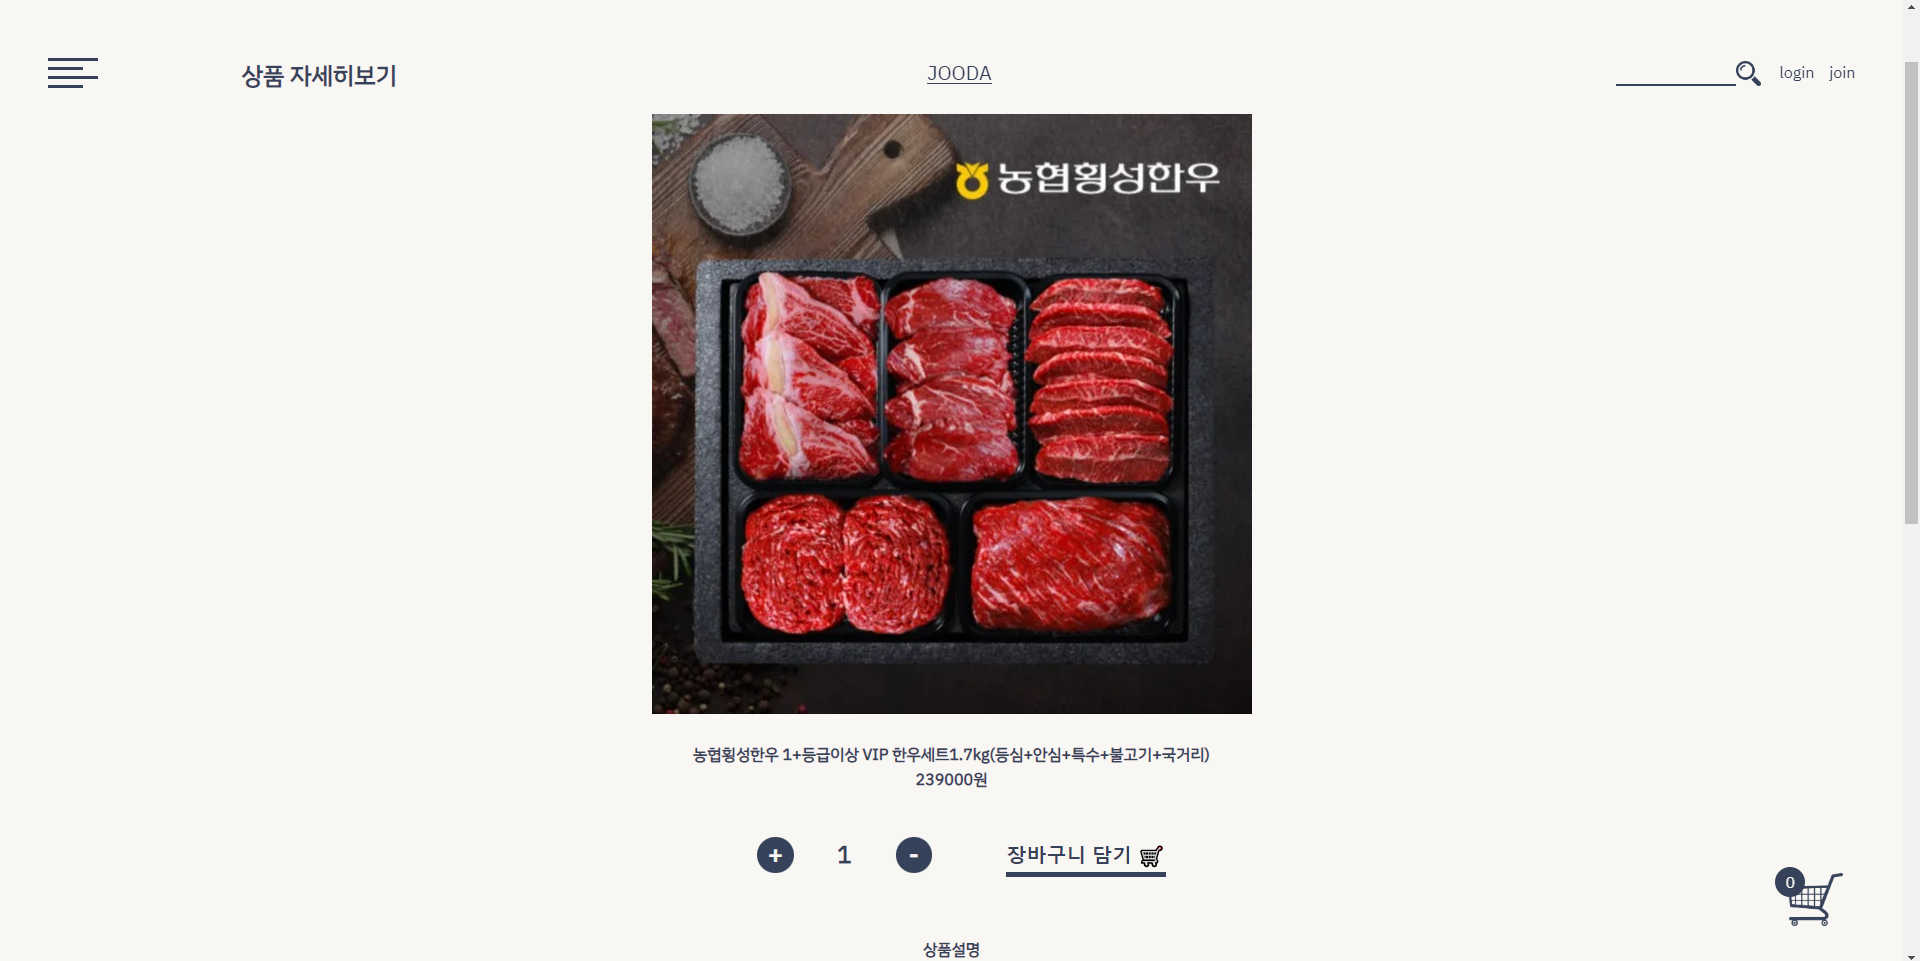 상품 자세히보기
JOODA
login join
농협횡성한우
농협횡성한우 1+등급이상 VIP 한우세트1.7kg(등심+안심+특수+불고기+국거리)
239000원
+ 1 - 장바구니 담기
0
상품설명